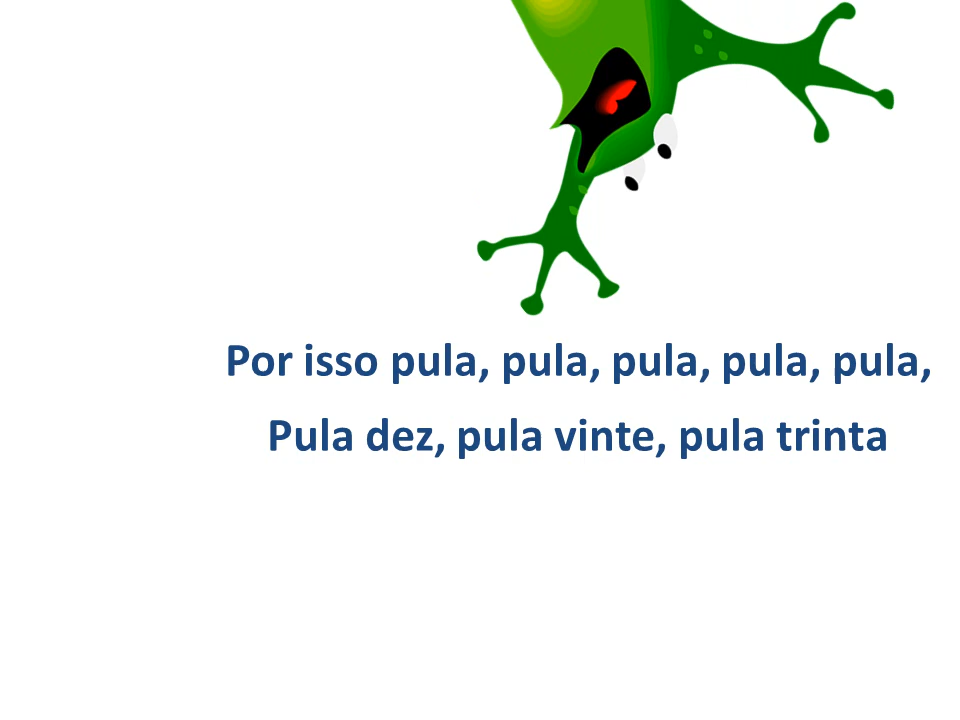 Por isso pula, pula, pula, pula, pula,
Pula dez, pula vinte, pula trinta